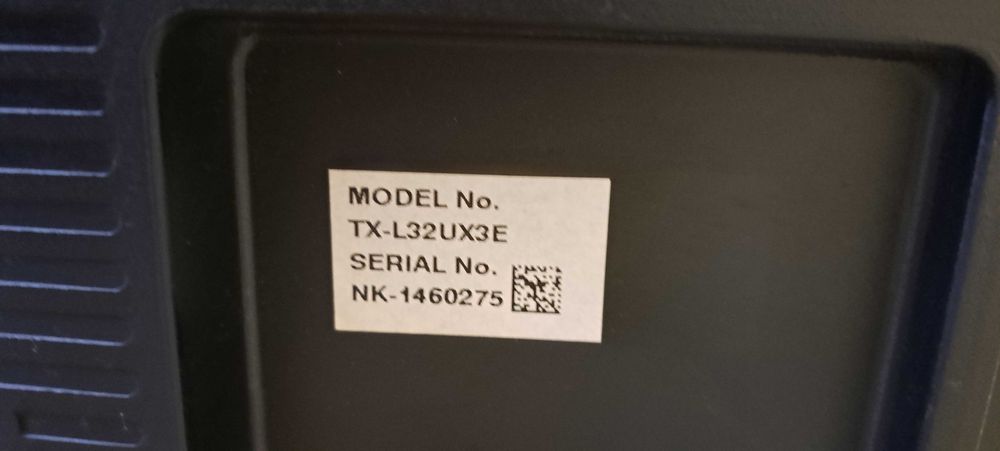 MODEL No.
TX-L32UX3E
SERIAL No.
NK-1460275